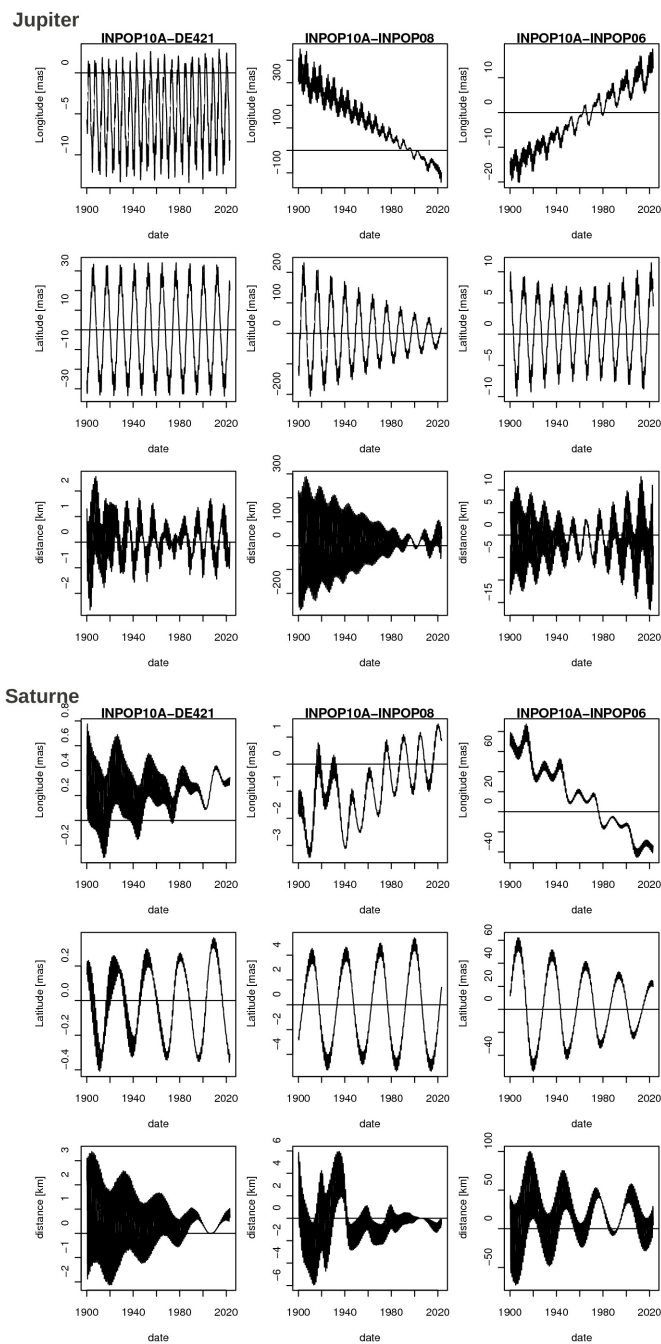 Jupiter
INPOP10A−DE421 INPOP10A−INPOP08 INPOP10A−INPOP06
Longitude [mas] −10 −5 0
Longitude [mas] −100 100 300
Longitude [mas] −20 −10 0 10
1900 1940 1980 2020 1900 1940 1980 2020 1900 1940 1980 2020
date date date
Latitude [mas] −30 −10 10 30
Latitude [mas] −200 0 100 200
Latitude [mas] −10 −5 0 5 10
1900 1940 1980 2020 1900 1940 1980 2020 1900 1940 1980 2020
date date date
distance [km] −2 −1 0 1 2
distance [km] −200 0 100 300
distance [km] −15 −5 0 5 10
1900 1940 1980 2020 1900 1940 1980 2020 1900 1940 1980 2020
date date date
Saturne
INPOP10A−DE421 INPOP10A−INPOP08 INPOP10A−INPOP06
Longitude [mas] −0.2 0.2 0.4 0.6 0.8
Longitude [mas] −3 −2 −1 0 1
Longitude [mas] −40 0 20 60
1900 1940 1980 2020 1900 1940 1980 2020 1900 1940 1980 2020
date date date
Latitude [mas] −0.4 −0.2 0.0 0.2
Latitude [mas] −4 −2 0 2 4
Latitude [mas] −40 0 20 40 60
1900 1940 1980 2020 1900 1940 1980 2020 1900 1940 1980 2020
date date date
distance [km] −2 −1 0 1 2 3
distance [km] −6 −4 −2 0 2 4 6
distance [km] −50 0 50 100
1900 1940 1980 2020 1900 1940 1980 2020 1900 1940 1980 2020
date date date